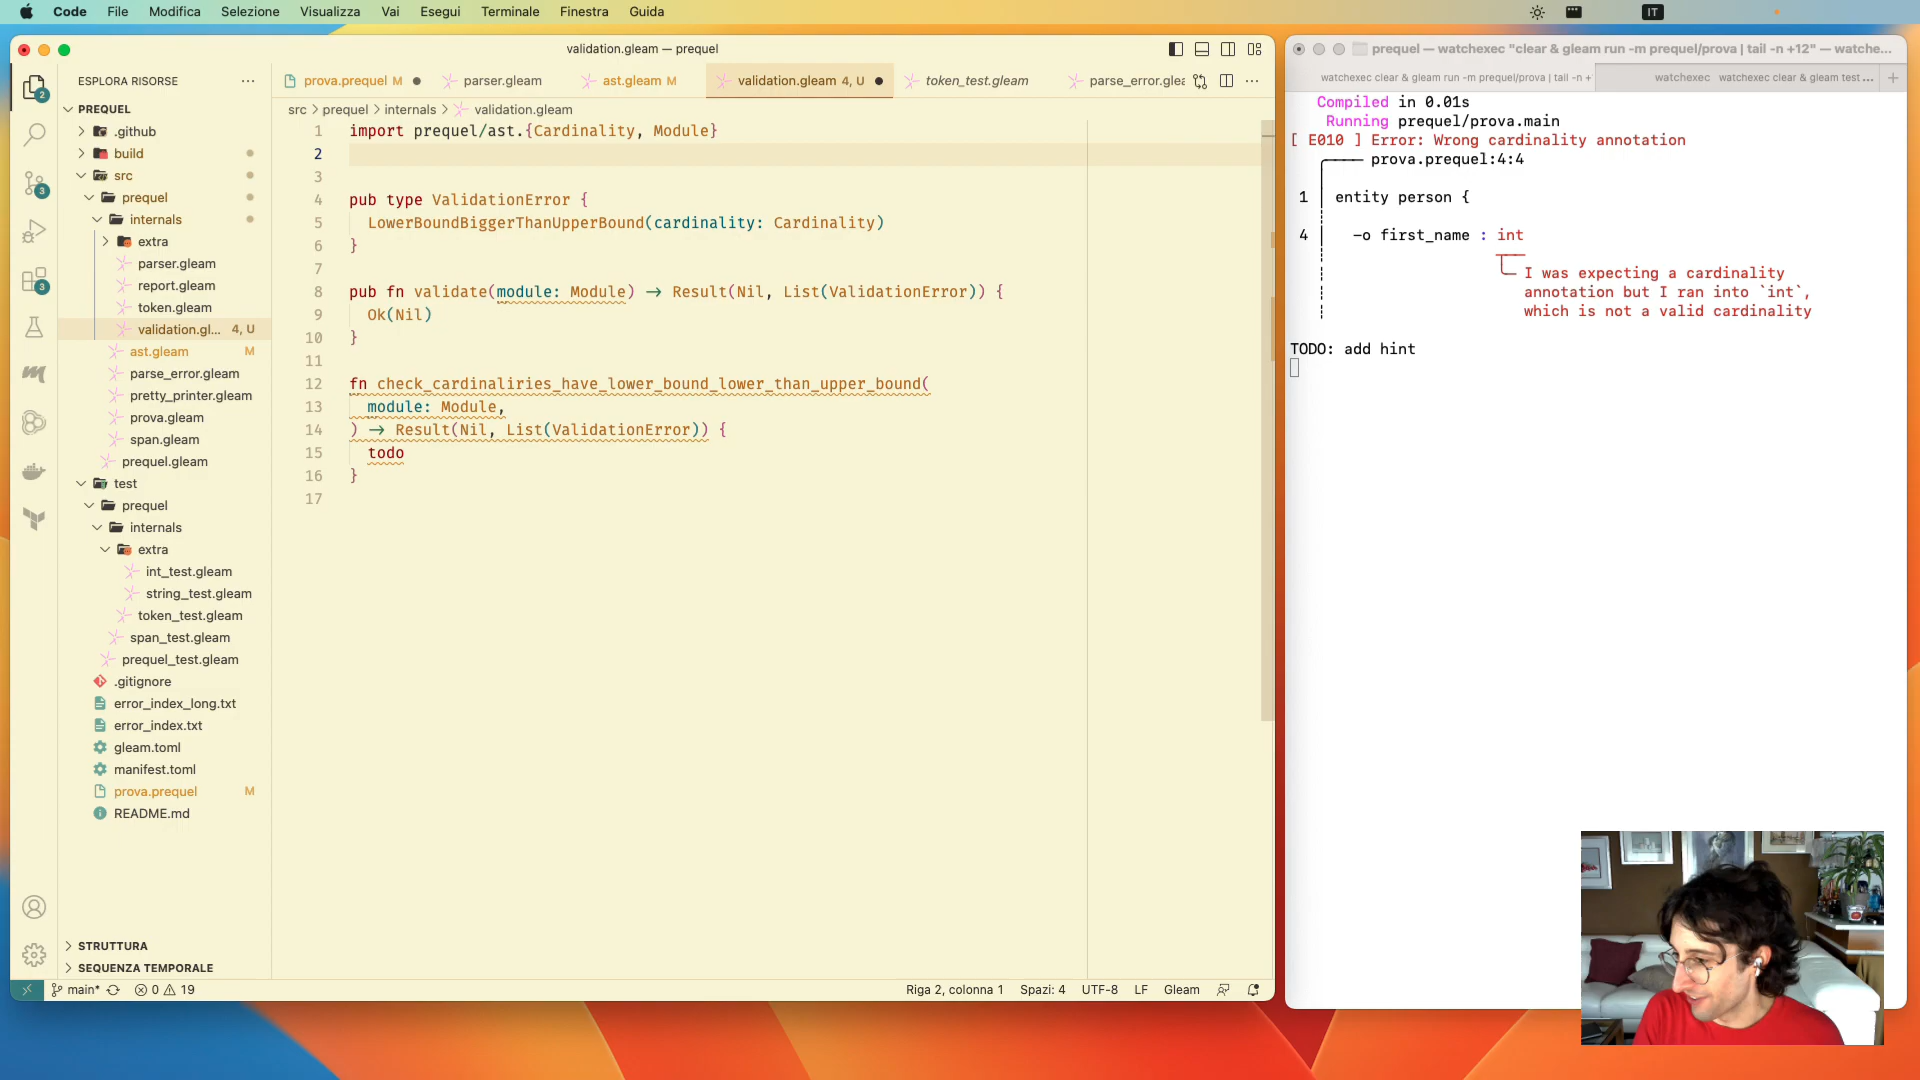 Code File Modifica Selezione Visualizza Vai Esegui Terminale Finestra Guida IT
validation.gleam — prequel
ESPLORA RISORSE
PREQUEL
.github
build
src
prequel
internals
extra
parser.gleam
report.gleam
token.gleam
validation.gl... 4, U
ast.gleam M
parse_error.gleam
pretty_printer.gleam
prova.gleam
span.gleam
prequel.gleam
test
prequel
internals
extra
int_test.gleam
string_test.gleam
token_test.gleam
span_test.gleam
prequel_test.gleam
.gitignore
error_index_long.txt
error_index.txt
gleam.toml
manifest.toml
prova.prequel M
README.md
STRUTTURA
SEQUENZA TEMPORALE
2
3
3
prova.prequel M parser.gleam ast.gleam M validation.gleam 4, U token_test.gleam parse_error.glea
src > prequel > internals > validation.gleam
1 import prequel/ast.{Cardinality, Module}
2
3
4 pub type ValidationError {
5 LowerBoundBiggerThanUpperBound(cardinality: Cardinality)
6 }
7
8 pub fn validate(module: Module) -> Result(Nil, List(ValidationError)) {
9 Ok(Nil)
10 }
11
12 fn check_cardinaliries_have_lower_bound_lower_than_upper_bound(
13 module: Module,
14 ) -> Result(Nil, List(ValidationError)) {
15 todo
16 }
17
main* 0 19 Riga 2, colonna 1 Spazi: 4 UTF-8 LF Gleam
prequel — watchexec "clear & gleam run -m prequel/prova | tail -n +12" — watche...
watchexec clear & gleam run -m prequel/prova | tail -n + watchexec watchexec clear & gleam test ...
Compiled in 0.01s
Running prequel/prova.main
[ E010 ] Error: Wrong cardinality annotation
prova.prequel:4:4
1 entity person {
4 -o first_name : int
I was expecting a cardinality
annotation but I ran into `int`,
which is not a valid cardinality
TODO: add hint